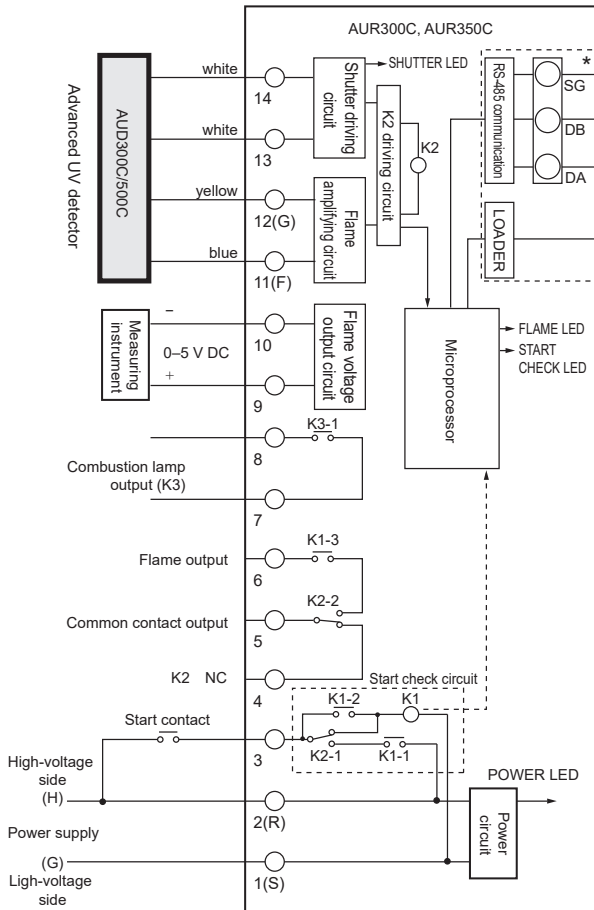 AUR300C, AUR350C
white
14
Shutter driving circuit
SHUTTER LED
RS-485 communication
SG
*
DB
DA
LOADER
K2 driving circuit
K2
Advanced UV detector
AUD300C/500C
white
13
yellow
12(G)
Flame amplifying circuit
blue
11(F)
Measuring instrument
–
10
0–5 V DC
+
9
Flame voltage output circuit
Microprocessor
FLAME LED
START
CHECK LED
K3-1
8
Combustion lamp
output (K3)
7
K1-3
Flame output
6
K2-2
Common contact output
5
K2 NC
4
Start check circuit
K1-2
K1
Start contact
3
K2-1
K1-1
High-voltage
side
(H)
2(R)
POWER LED
Power circuit
Power supply
(G)
1(S)
Ligh-voltage
side